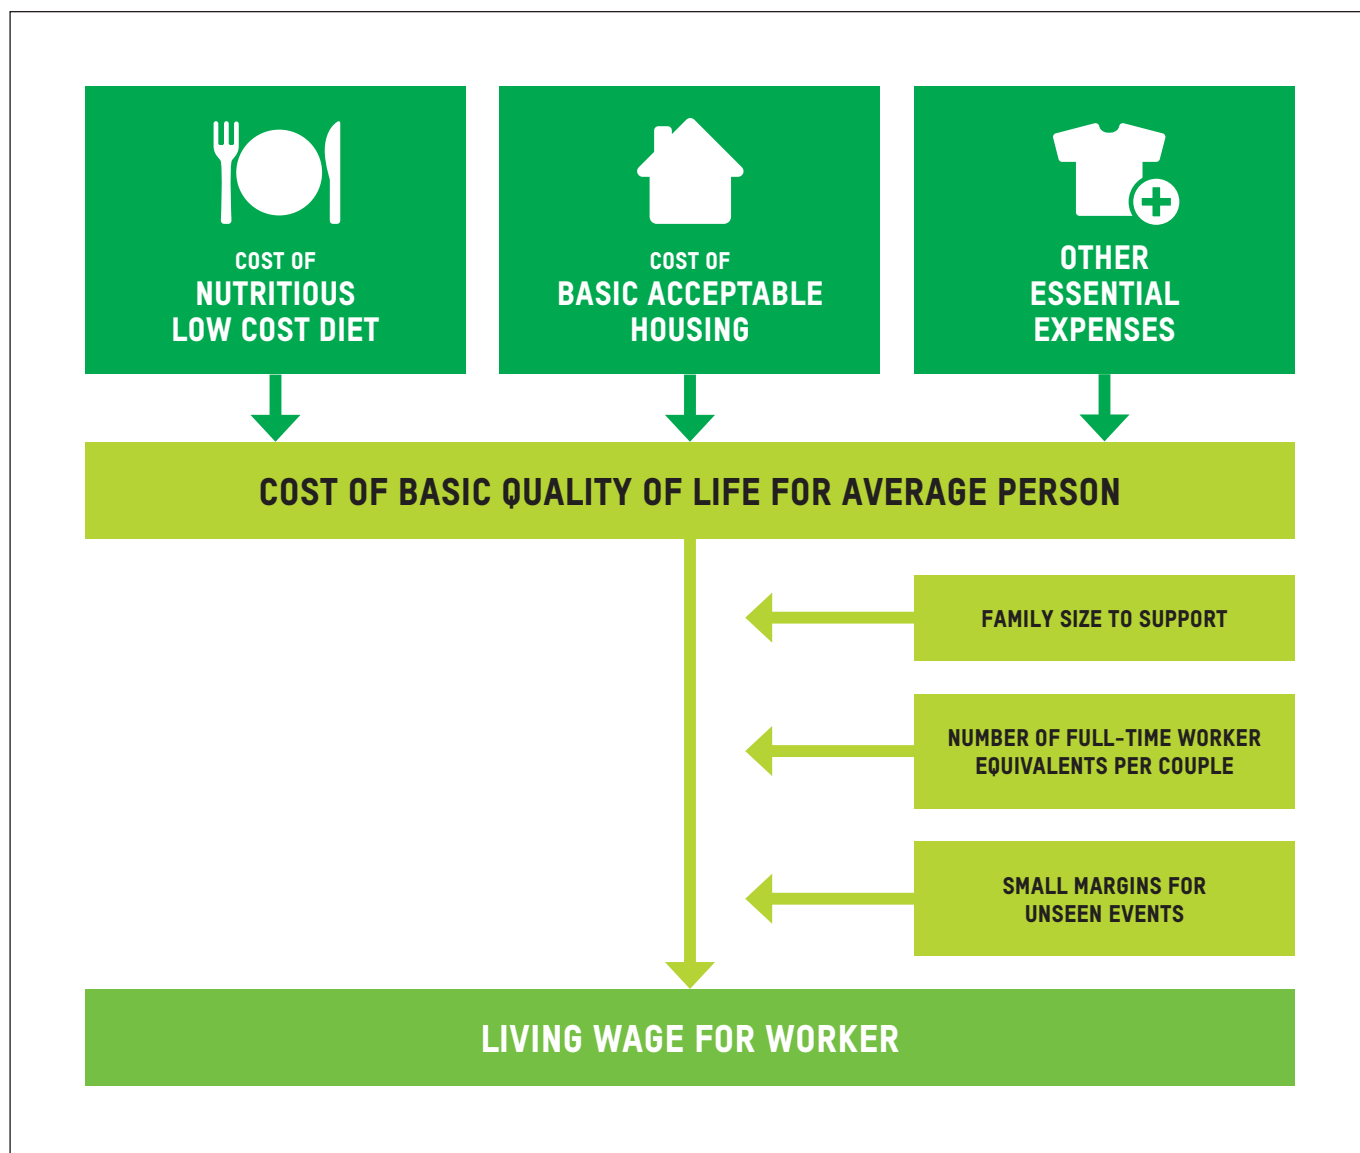 COST OF
NUTRITIOUS
LOW COST DIET
COST OF
BASIC ACCEPTABLE
HOUSING
OTHER
ESSENTIAL
EXPENSES
COST OF BASIC QUALITY OF LIFE FOR AVERAGE PERSON
FAMILY SIZE TO SUPPORT
NUMBER OF FULL-TIME WORKER
EQUIVALENTS PER COUPLE
SMALL MARGINS FOR
UNSEEN EVENTS
LIVING WAGE FOR WORKER